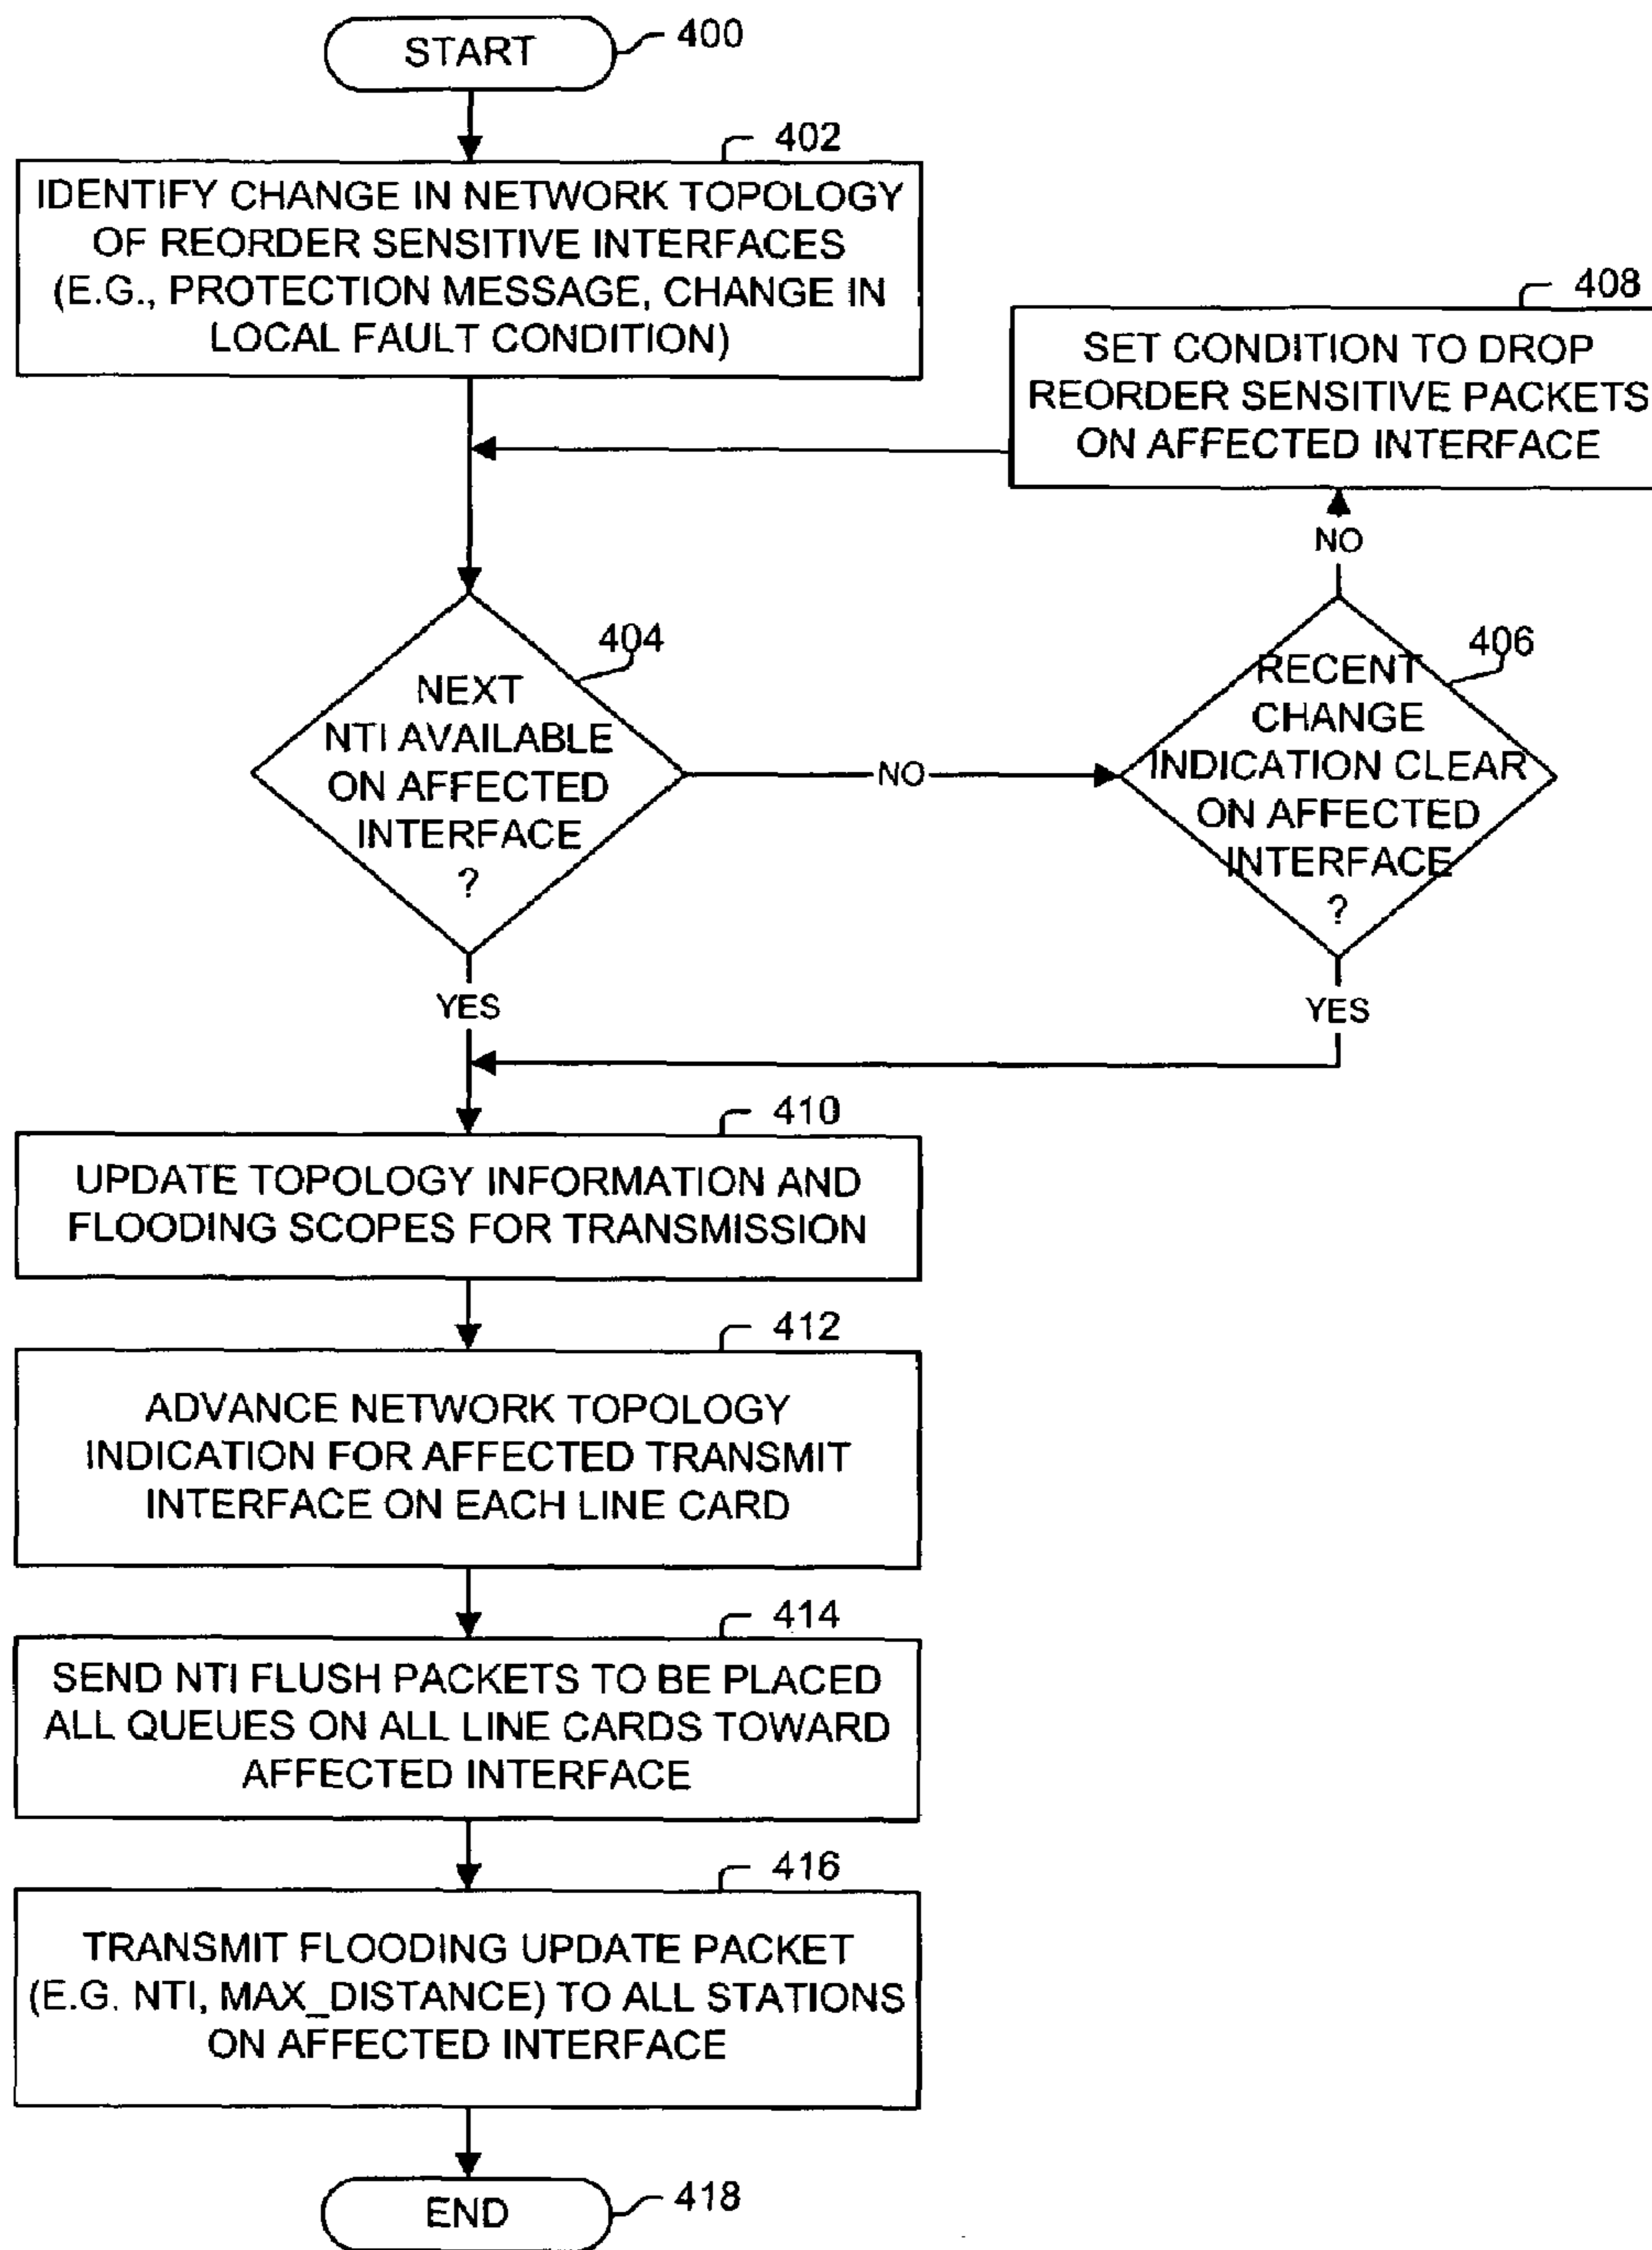 START
400
402
IDENTIFY CHANGE IN NETWORK TOPOLOGY
OF REORDER SENSITIVE INTERFACES
(E.G., PROTECTION MESSAGE, CHANGE IN
LOCAL FAULT CONDITION)
408
SET CONDITION TO DROP
REORDER SENSITIVE PACKETS
ON AFFECTED INTERFACE
NO
404
NEXT
NTI AVAILABLE
ON AFFECTED
INTERFACE
?
NO
406
RECENT
CHANGE
INDICATION CLEAR
ON AFFECTED
INTERFACE
?
YES
YES
410
UPDATE TOPOLOGY INFORMATION AND
FLOODING SCOPES FOR TRANSMISSION
412
ADVANCE NETWORK TOPOLOGY
INDICATION FOR AFFECTED TRANSMIT
INTERFACE ON EACH LINE CARD
414
SEND NTI FLUSH PACKETS TO BE PLACED
ALL QUEUES ON ALL LINE CARDS TOWARD
AFFECTED INTERFACE
416
TRANSMIT FLOODING UPDATE PACKET
(E.G. NTI, MAX_DISTANCE) TO ALL STATIONS
ON AFFECTED INTERFACE
END
418